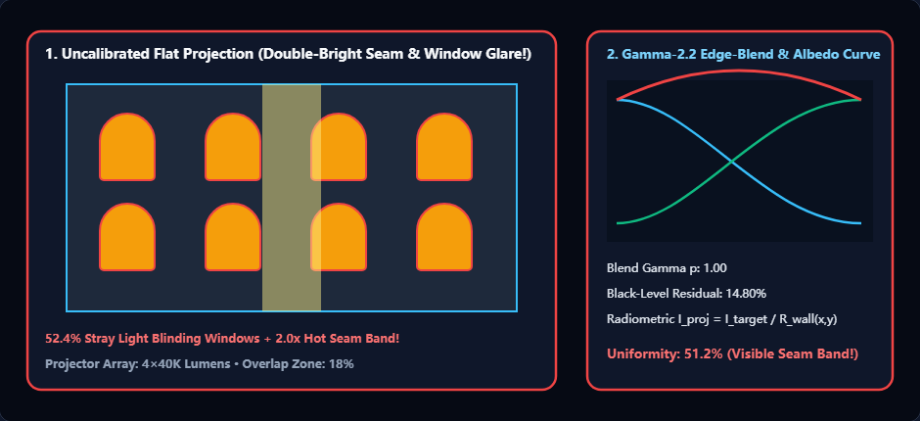 1. Uncalibrated Flat Projection (Double-Bright Seam & Window Glare!)
52.4% Stray Light Blinding Windows + 2.0x Hot Seam Band!
Projector Array: 4×40K Lumens • Overlap Zone: 18%
2. Gamma-2.2 Edge-Blend & Albedo Curve
Blend Gamma p: 1.00
Black-Level Residual: 14.80%
Radiometric I_proj = I_target / R_wall(x,y)
Uniformity: 51.2% (Visible Seam Band!)